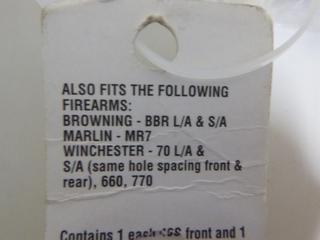 ALSO FITS THE FOLLOWING
FIREARMS:
BROWNING - BBR L/A & S/A
MARLIN - MR7
WINCHESTER - 70 L/A &
S/A (same hole spacing front &
rear), 660, 770
Contains 1 each front and 1